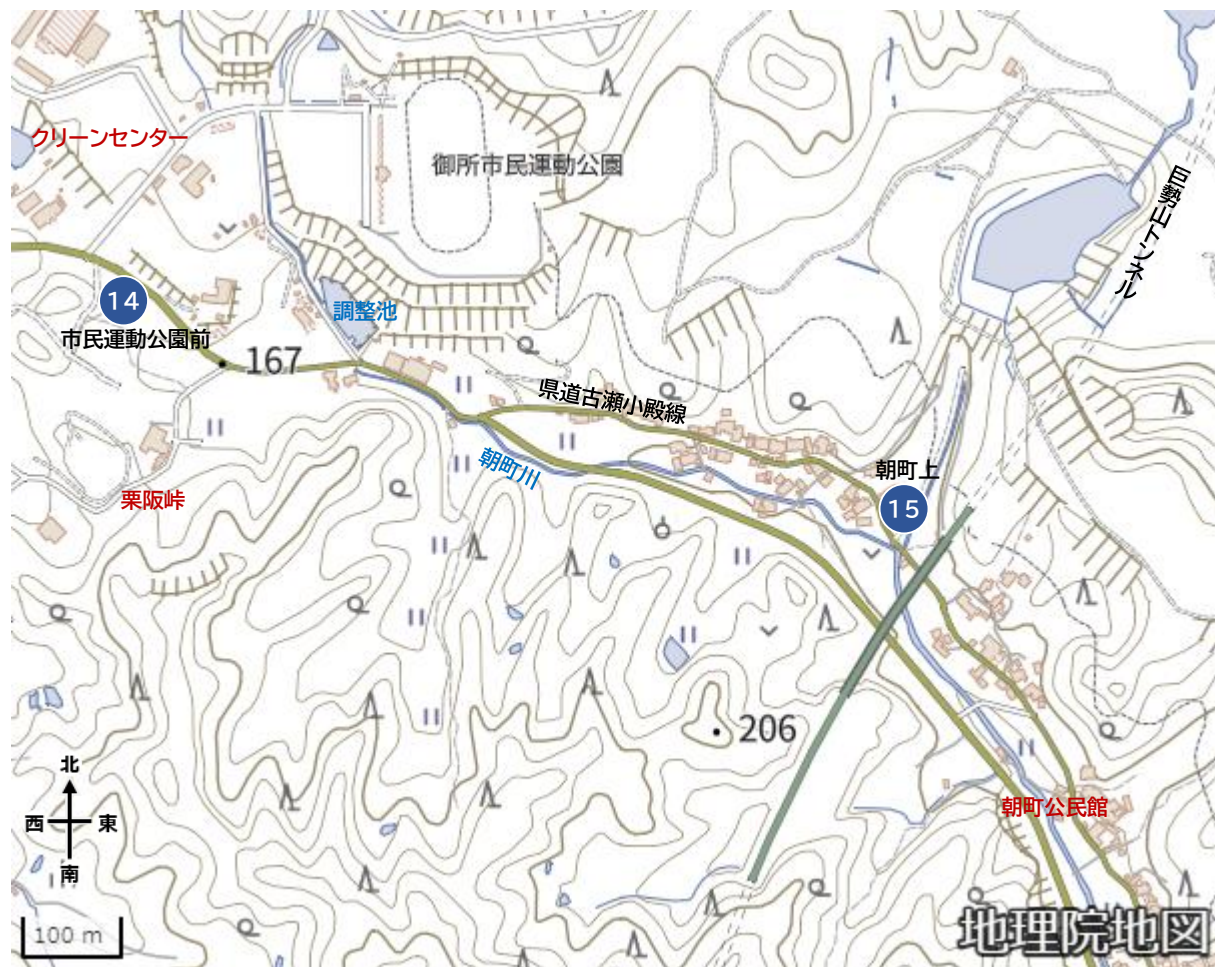 クリーンセンター
御所市民運動公園
巨勢山トンネル
14
市民運動公園前
調整池
167
県道古瀬小殿線
朝町川
朝町上
15
栗阪峠
206
北
西 東
南
朝町公民館
100 m
地理院地図